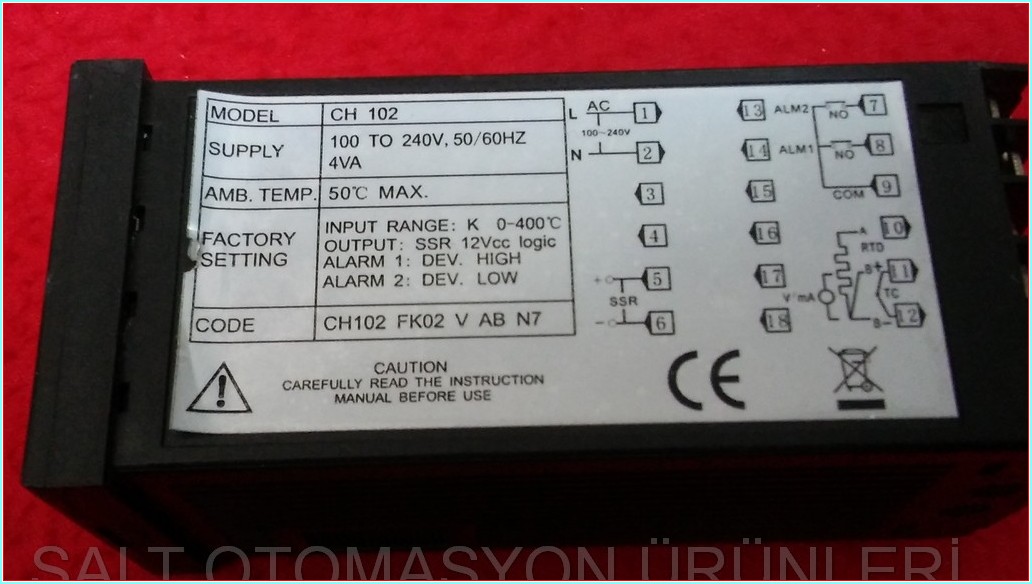 MODEL CH 102
SUPPLY 100 TO 240V, 50/60HZ
4VA
AMB. TEMP. 50℃ MAX.
FACTORY SETTING
INPUT RANGE: K 0-400℃
OUTPUT: SSR 12Vcc logic
ALARM 1: DEV. HIGH
ALARM 2: DEV. LOW
CODE CH102 FK02 V AB N7
CAUTION
CAREFULLY READ THE INSTRUCTION
MANUAL BEFORE USE
L AC 1
100~240V
N 2
3
4
+ 5
SSR
- 6
13 ALM2 NO 7
14 ALM1 NO 8
15 COM 9
16 A 10
RTD
17 B+ 11
V/mA TC
18 B- 12
CE
SALT OTOMASYON ÜRÜNLERİ